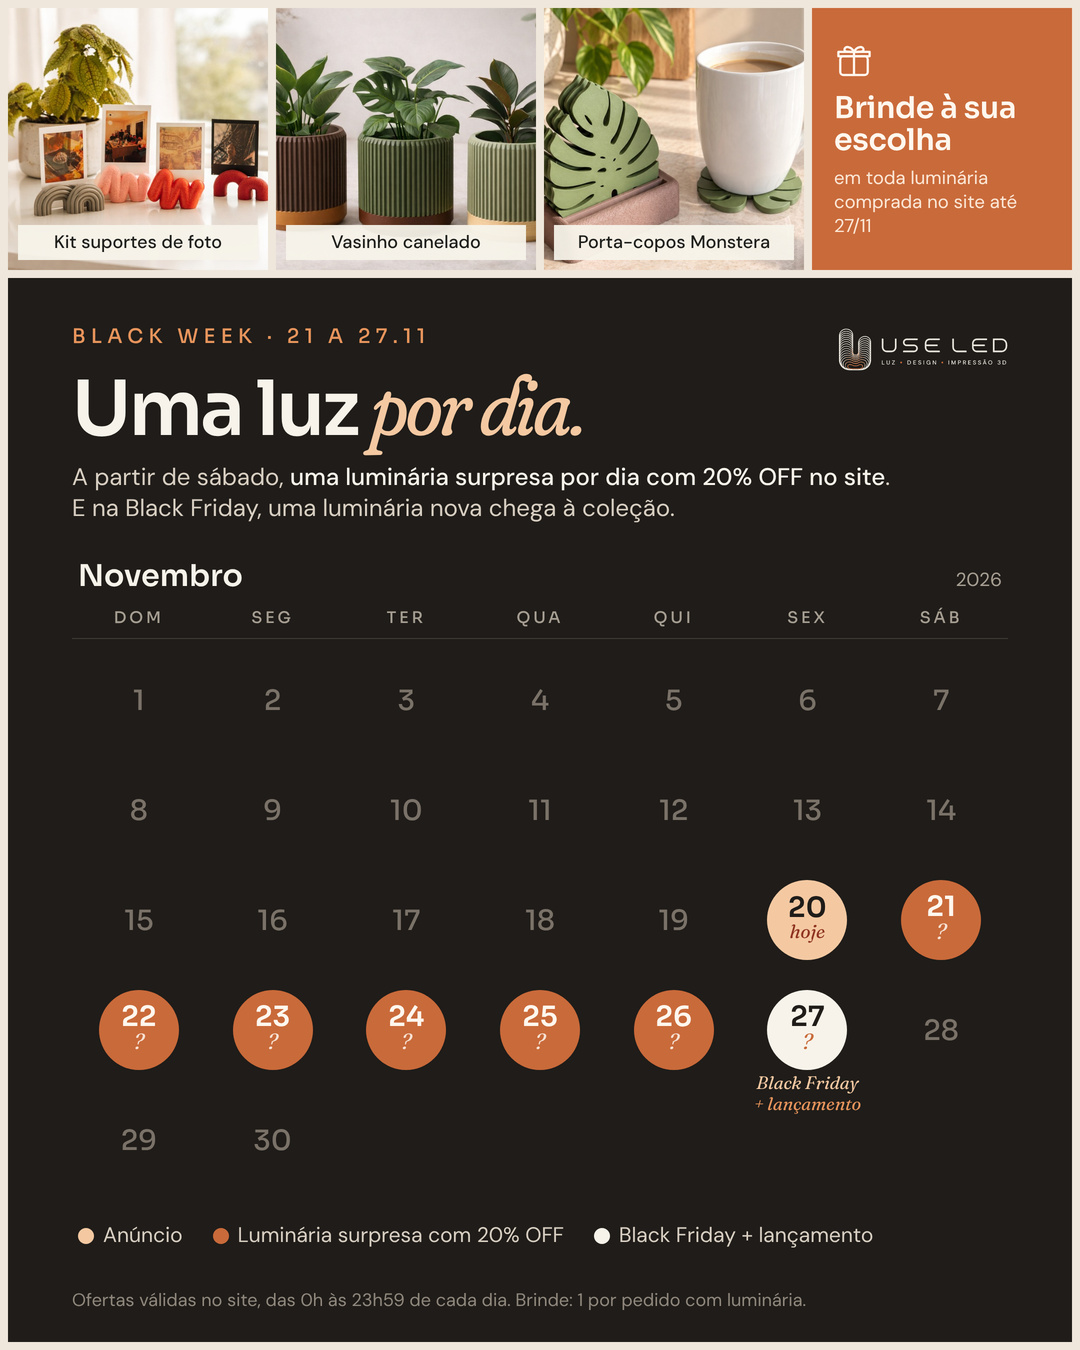 Kit suportes de foto
Vasinho canelado
Porta-copos Monstera
Brinde à sua
escolha
em toda luminária
comprada no site até
27/11
BLACK WEEK · 21 A 27.11
USE LED
LUZ • DESIGN • IMPRESSÃO 3D
Uma luz por dia.
A partir de sábado, uma luminária surpresa por dia com 20% OFF no site.
E na Black Friday, uma luminária nova chega à coleção.
Novembro 2026
DOM SEG TER QUA QUI SEX SÁB
1 2 3 4 5 6 7
8 9 10 11 12 13 14
15 16 17 18 19 20 21
hoje ?
22 23 24 25 26 27 28
? ? ? ? ? ?
Black Friday
+ lançamento
29 30
Anúncio Luminária surpresa com 20% OFF Black Friday + lançamento
Ofertas válidas no site, das 0h às 23h59 de cada dia. Brinde: 1 por pedido com luminária.